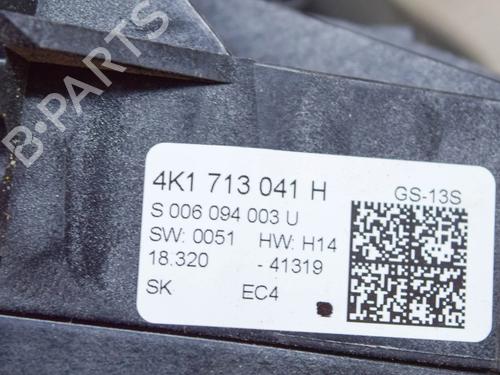 B-PARTS
4K1 713 041 H GS-13S
S 006 094 003 U
SW: 0051 HW: H14
18.320 - 41319
SK EC4